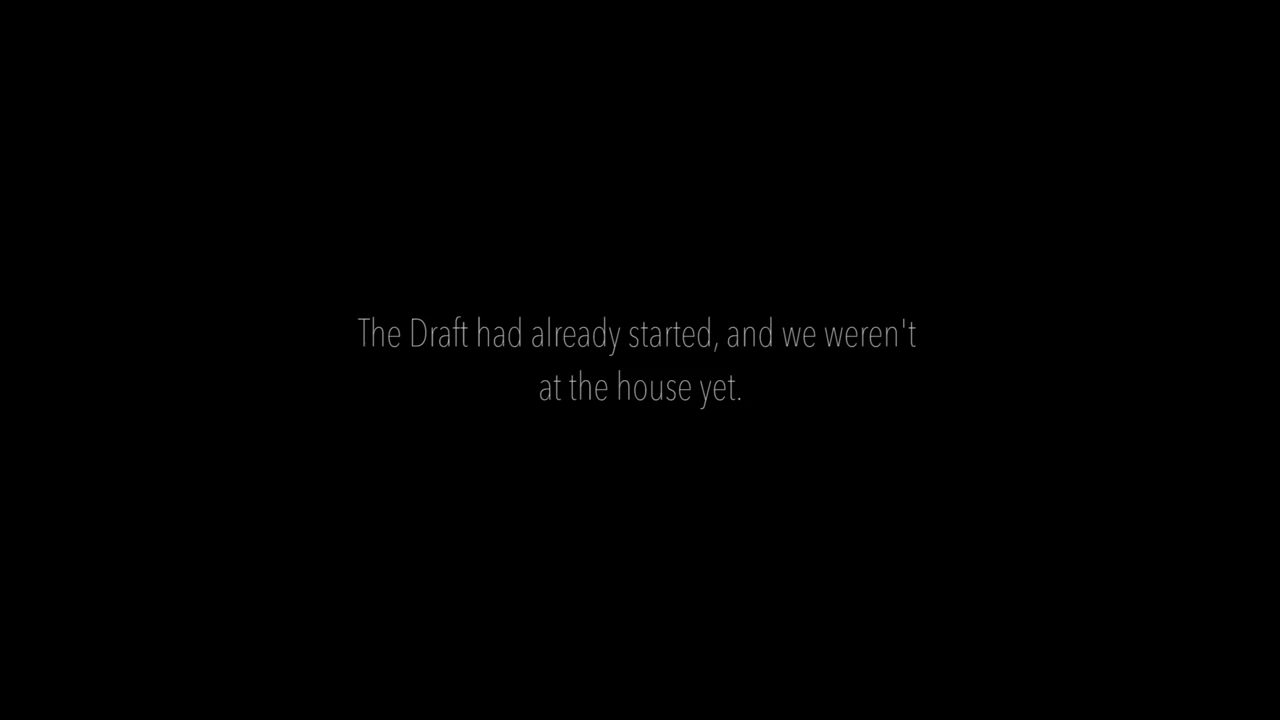 The Draft had already started, and we weren't
at the house yet.